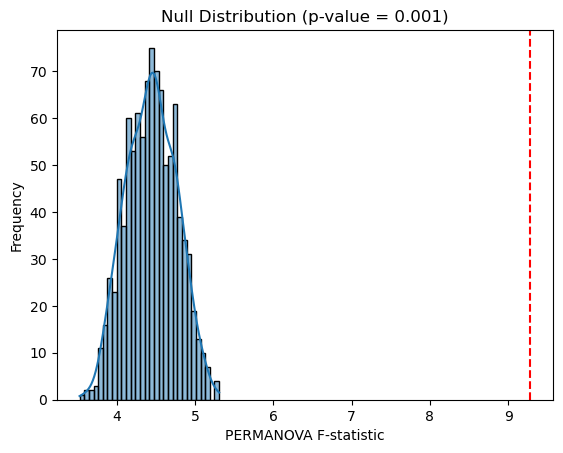 Null Distribution (p-value = 0.001)
Frequency
70
60
50
40
30
20
10
0
4 5 6 7 8 9
PERMANOVA F-statistic